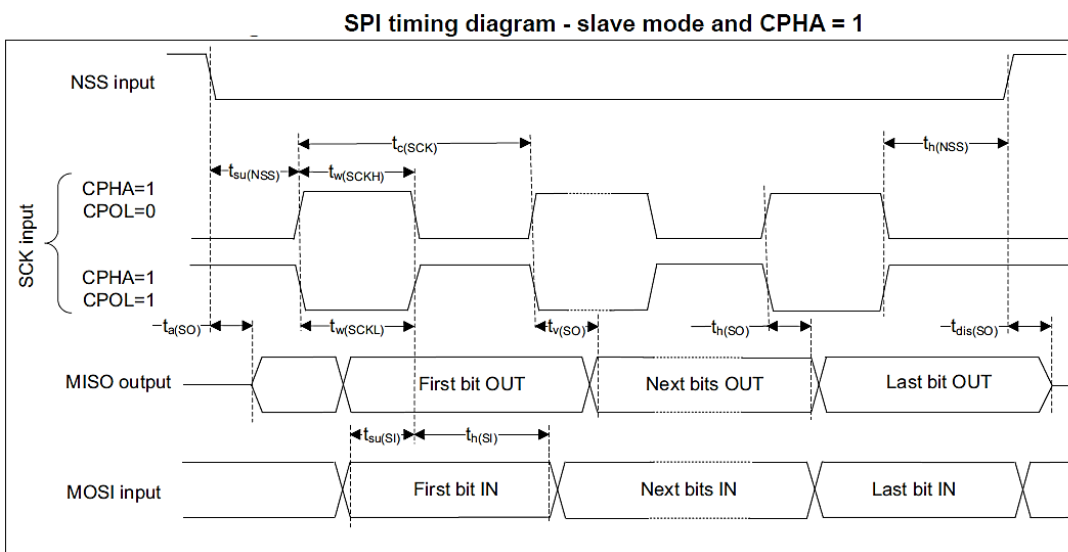 SPI timing diagram - slave mode and CPHA = 1
NSS input
tc(SCK)
th(NSS)
tsu(NSS)
tw(SCKH)
SCK input
CPHA=1
CPOL=0
CPHA=1
CPOL=1
ta(SO)
tw(SCKL)
tv(SO)
th(SO)
tdis(SO)
MISO output
First bit OUT
Next bits OUT
Last bit OUT
tsu(SI)
th(SI)
MOSI input
First bit IN
Next bits IN
Last bit IN